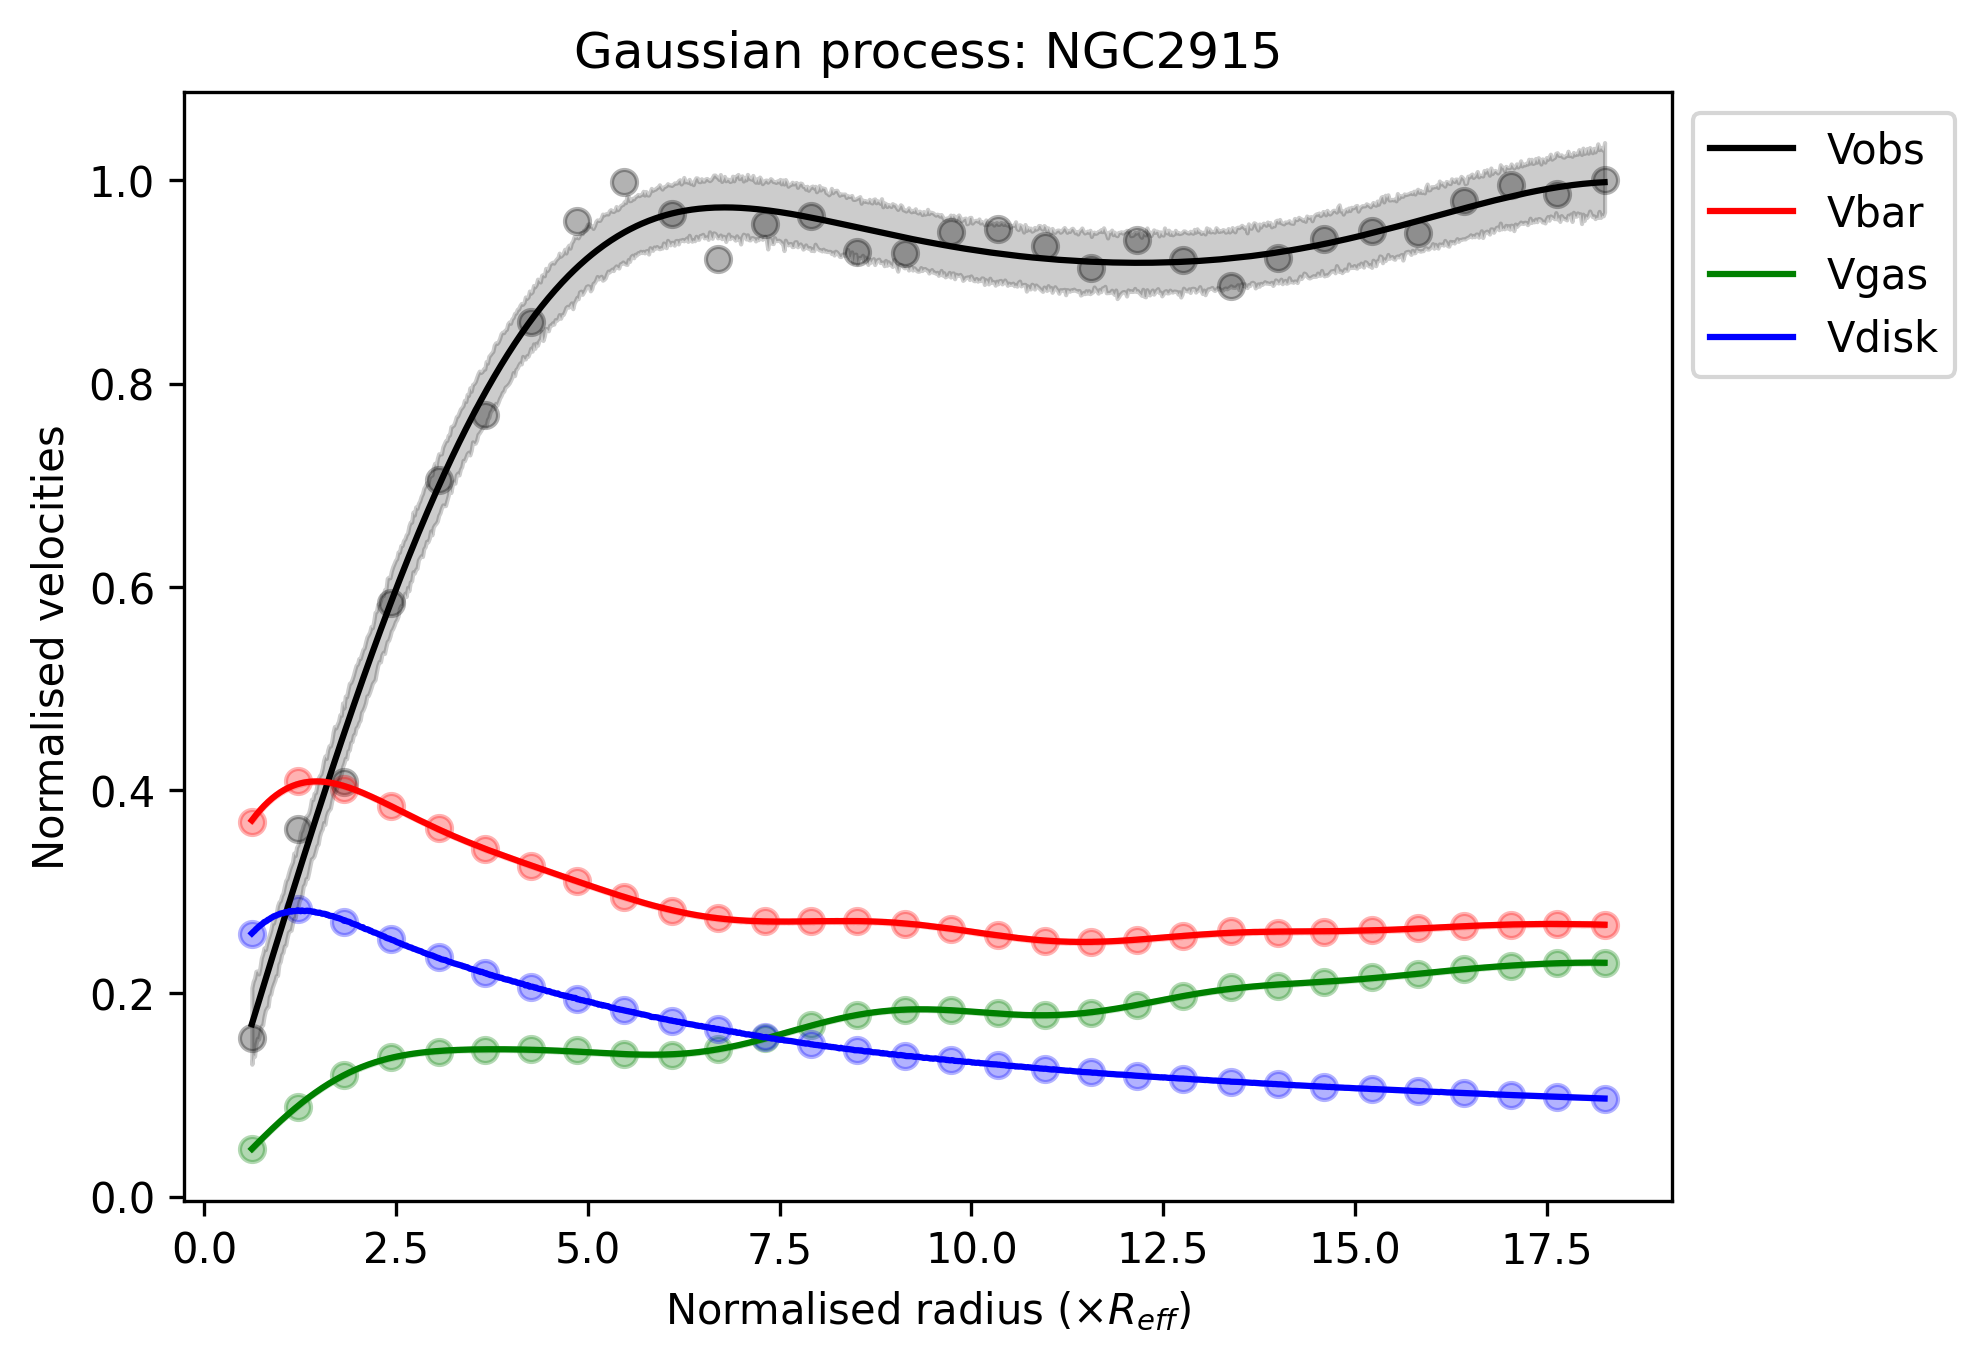 Gaussian process: NGC2915
Vobs
Vbar
Vgas
Vdisk
Normalised velocities
1.0
0.8
0.6
0.4
0.2
0.0
0.0 2.5 5.0 7.5 10.0 12.5 15.0 17.5
Normalised radius (×R_eff)